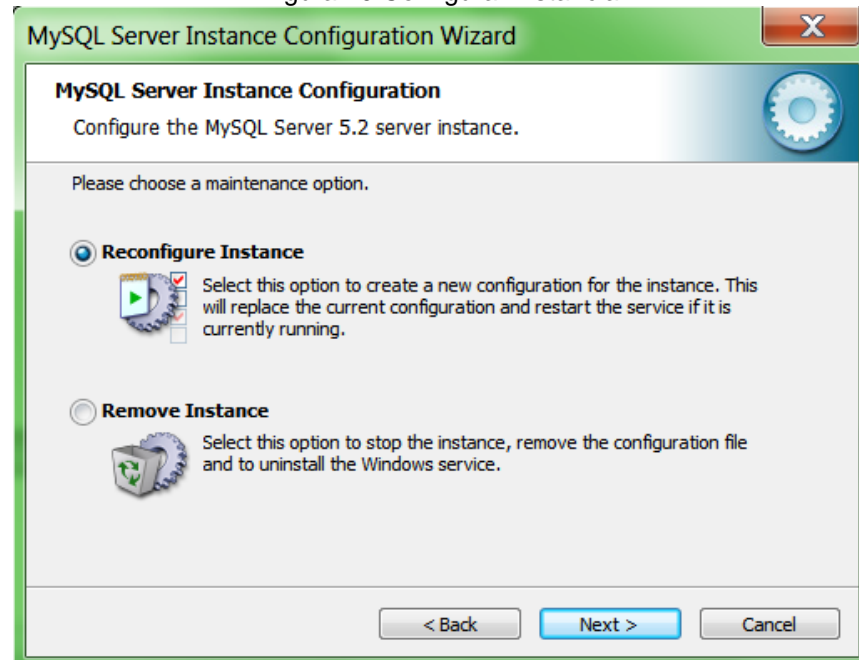 MySQL Server Instance Configuration Wizard
X
MySQL Server Instance Configuration
Configure the MySQL Server 5.2 server instance.
Please choose a maintenance option.
Reconfigure Instance
Select this option to create a new configuration for the instance. This
will replace the current configuration and restart the service if it is
currently running.
Remove Instance
Select this option to stop the instance, remove the configuration file
and to uninstall the Windows service.
< Back
Next >
Cancel